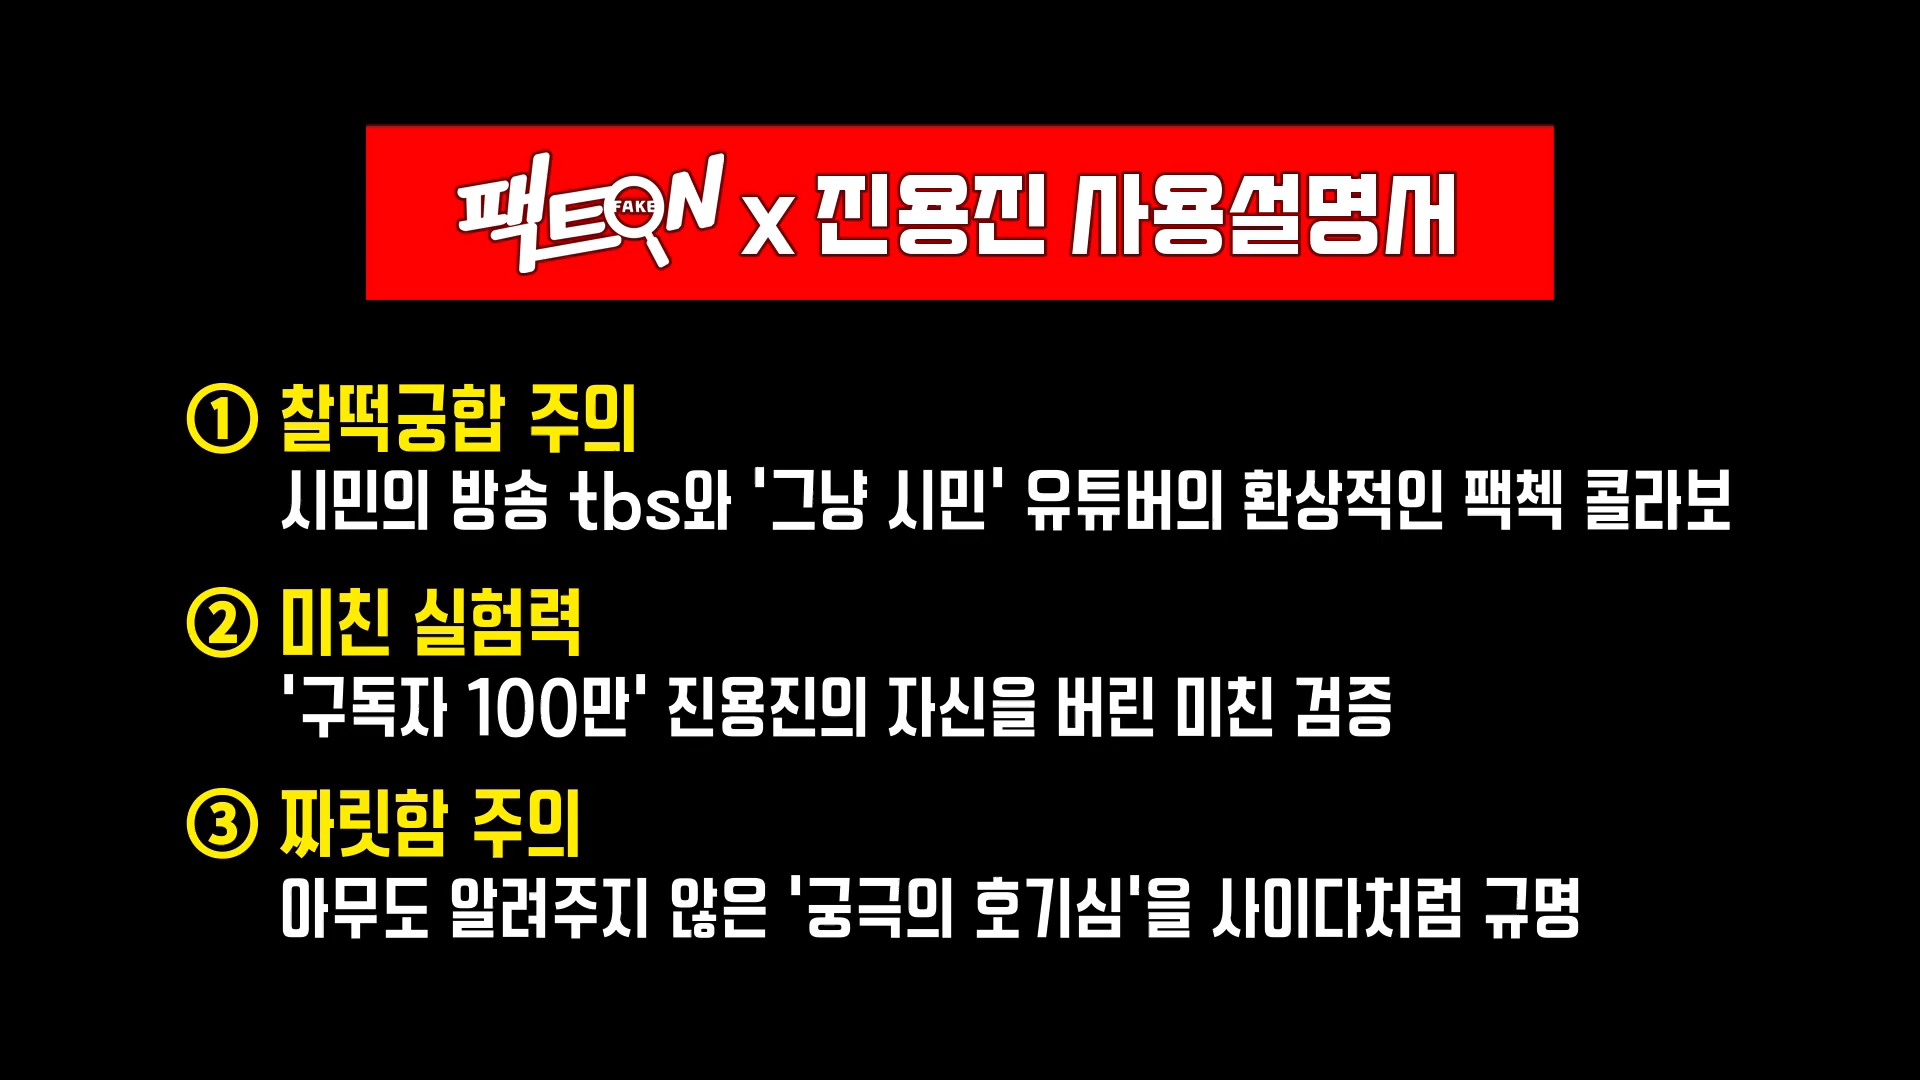 팩트ON x 진용진 사용설명서
FAKE
① 찰떡궁합 주의
시민의 방송 tbs와 '그냥 시민' 유튜버의 환상적인 팩첵 콜라보
② 미친 실험력
'구독자 100만' 진용진의 자신을 버린 미친 검증
③ 짜릿함 주의
아무도 알려주지 않은 '궁극의 호기심'을 사이다처럼 규명